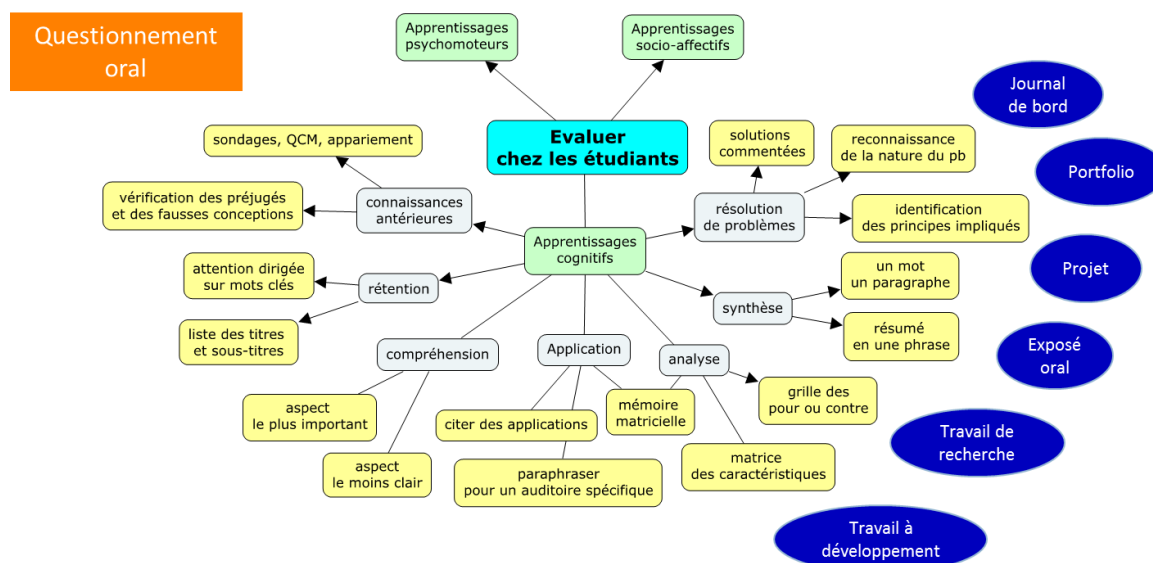 Questionnement
oral
Apprentissages
psychomoteurs
Apprentissages
socio-affectifs
Journal
de bord
Evaluer
chez les étudiants
sondages, QCM, appariement
solutions
commentées
reconnaissance
de la nature du pb
Portfolio
vérification des préjugés
et des fausses conceptions
connaissances
antérieures
résolution
de problèmes
identification
des principes impliqués
Apprentissages
cognitifs
attention dirigée
sur mots clés
rétention
un mot
un paragraphe
Projet
synthèse
liste des titres
et sous-titres
résumé
en une phrase
compréhension
Application
analyse
Exposé
oral
aspect
le plus important
citer des applications
mémoire
matricielle
grille des
pour ou contre
Travail de
recherche
aspect
le moins clair
paraphraser
pour un auditoire spécifique
matrice
des caractéristiques
Travail à
développement